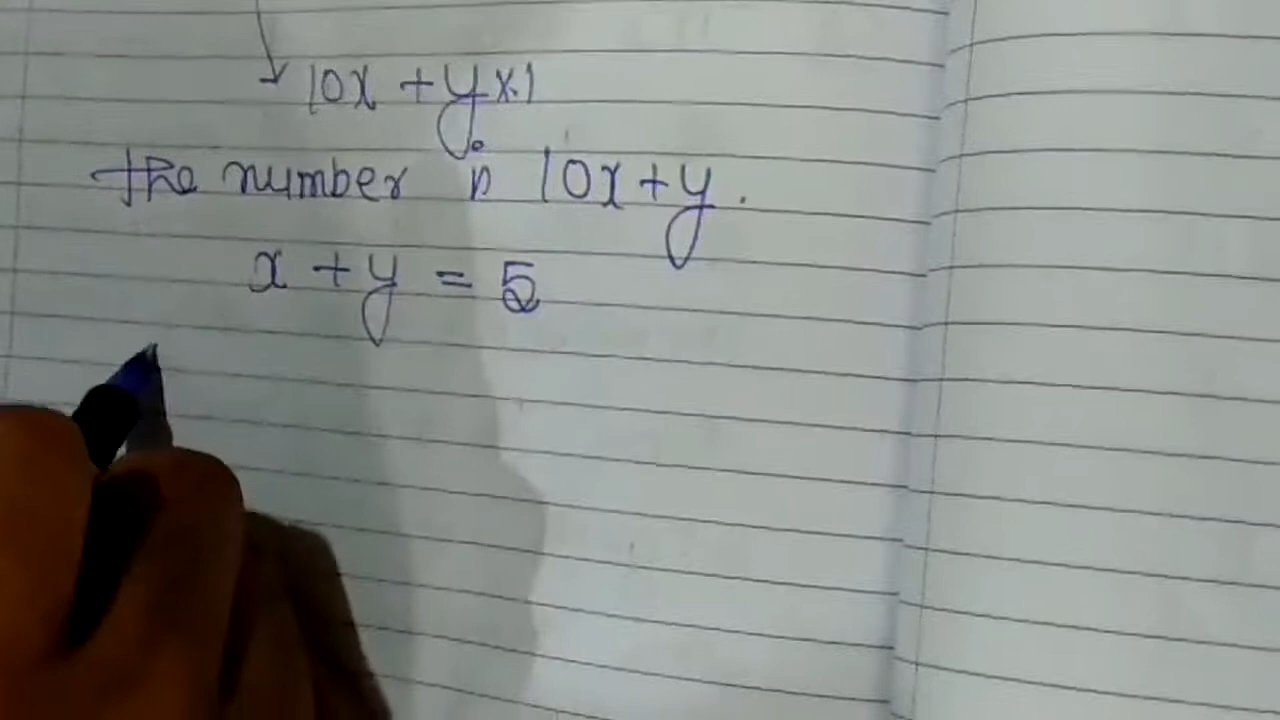 10x + y×1
The number is 10x+y.
x + y = 5